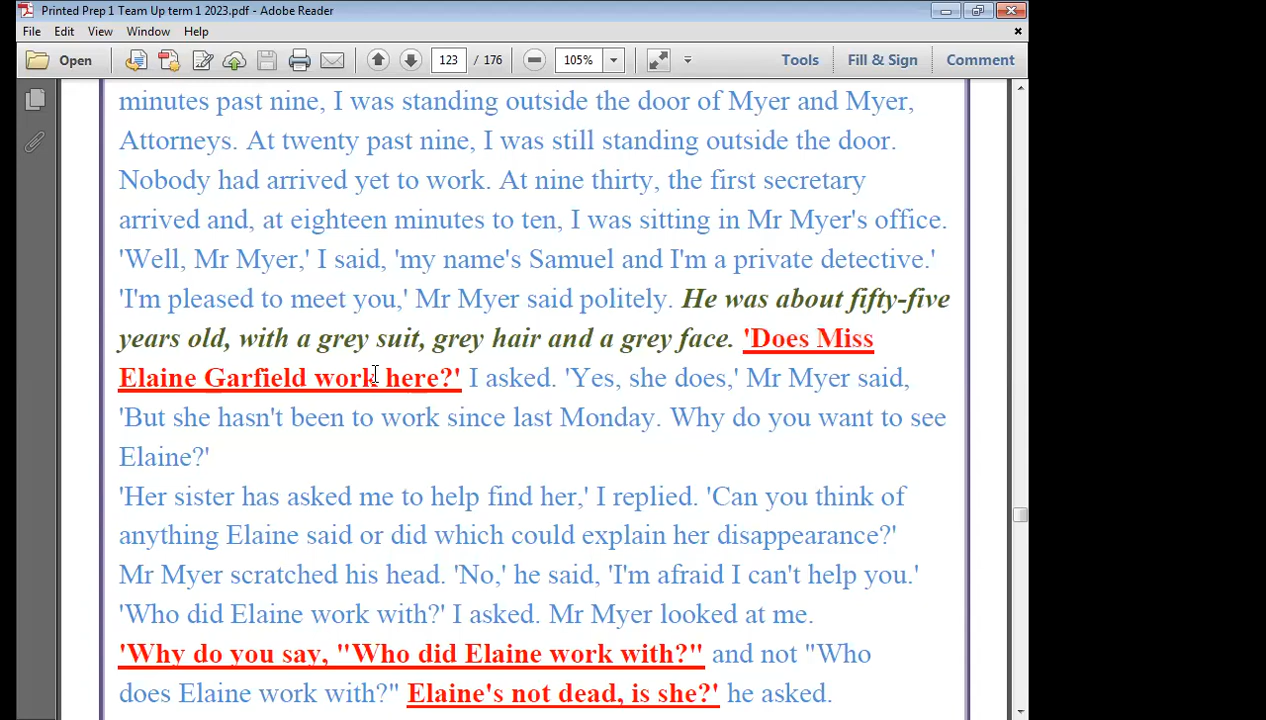 Printed Prep 1 Team Up term 1 2023.pdf - Adobe Reader
File Edit View Window Help
Open 123 / 176 105% Tools Fill & Sign Comment
minutes past nine, I was standing outside the door of Myer and Myer,
Attorneys. At twenty past nine, I was still standing outside the door.
Nobody had arrived yet to work. At nine thirty, the first secretary
arrived and, at eighteen minutes to ten, I was sitting in Mr Myer's office.
'Well, Mr Myer,' I said, 'my name's Samuel and I'm a private detective.'
'I'm pleased to meet you,' Mr Myer said politely. He was about fifty-five
years old, with a grey suit, grey hair and a grey face. 'Does Miss
Elaine Garfield work here?' I asked. 'Yes, she does,' Mr Myer said,
'But she hasn't been to work since last Monday. Why do you want to see
Elaine?'
'Her sister has asked me to help find her,' I replied. 'Can you think of
anything Elaine said or did which could explain her disappearance?'
Mr Myer scratched his head. 'No,' he said, 'I'm afraid I can't help you.'
'Who did Elaine work with?' I asked. Mr Myer looked at me.
'Why do you say, "Who did Elaine work with?" and not "Who
does Elaine work with?" Elaine's not dead, is she?' he asked.